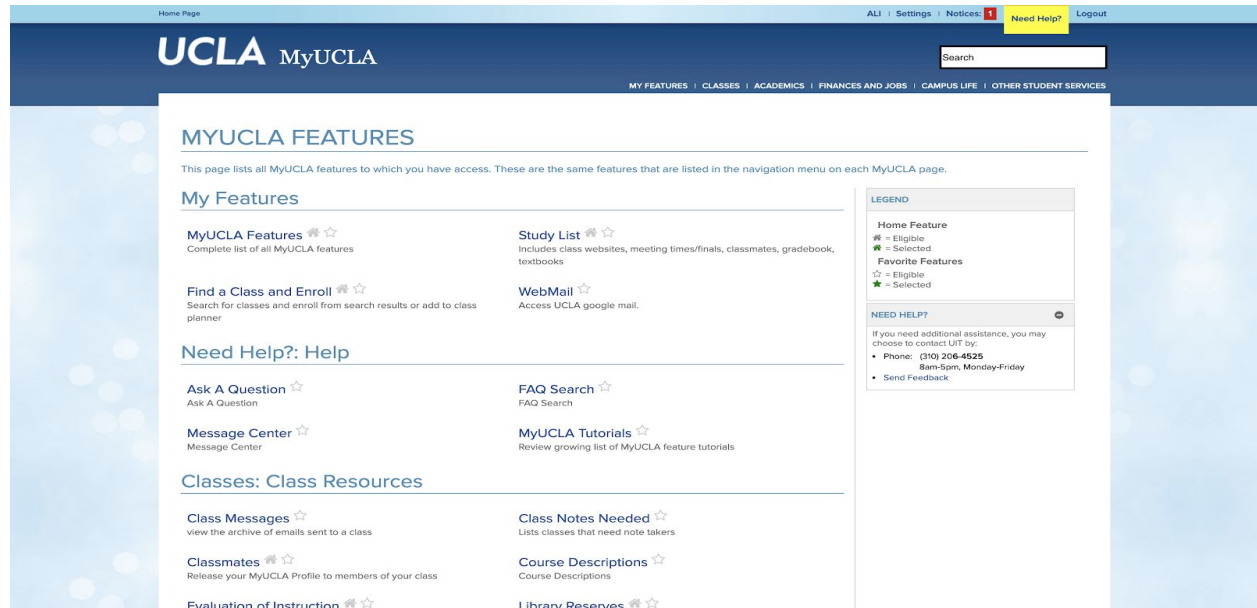 Home Page
ALI | Settings | Notices: 1 Need Help? Logout
UCLA MyUCLA
Search
MY FEATURES | CLASSES | ACADEMICS | FINANCES AND JOBS | CAMPUS LIFE | OTHER STUDENT SERVICES
MYUCLA FEATURES
This page lists all MyUCLA features to which you have access. These are the same features that are listed in the navigation menu on each MyUCLA page.
My Features
MyUCLA Features
Complete list of all MyUCLA features
Study List
Includes class websites, meeting times/finals, classmates, gradebook,
textbooks
Find a Class and Enroll
Search for classes and enroll from search results or add to class
planner
WebMail
Access UCLA google mail.
Need Help?: Help
Ask A Question
Ask A Question
FAQ Search
FAQ Search
Message Center
Message Center
MyUCLA Tutorials
Review growing list of MyUCLA feature tutorials
Classes: Class Resources
Class Messages
view the archive of emails sent to a class
Class Notes Needed
Lists classes that need note takers
Classmates
Release your MyUCLA Profile to members of your class
Course Descriptions
Course Descriptions
Evaluation of Instruction
Library Reserves
LEGEND
Home Feature
= Eligible
= Selected
Favorite Features
= Eligible
= Selected
NEED HELP?
If you need additional assistance, you may
choose to contact UIT by:
• Phone: (310) 206-4525
8am-5pm, Monday-Friday
• Send Feedback